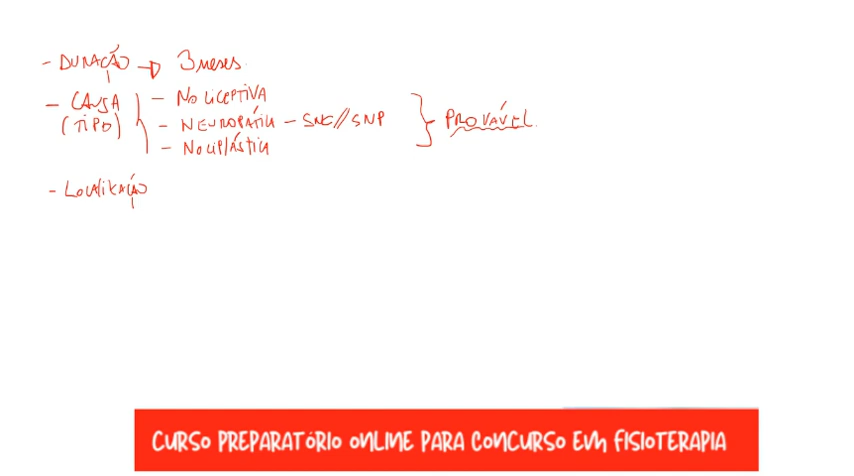 - DURAÇÃO → 3 meses
- CAUSA - NOCICEPTIVA
(TIPO) - NEUROPÁTICA - SNC // SNP - PROVÁVEL.
- NOCIPLÁSTICA
- LOCALIZAÇÃO
CURSO PREPARATÓRIO ONLINE PARA CONCURSO EM FISIOTERAPIA